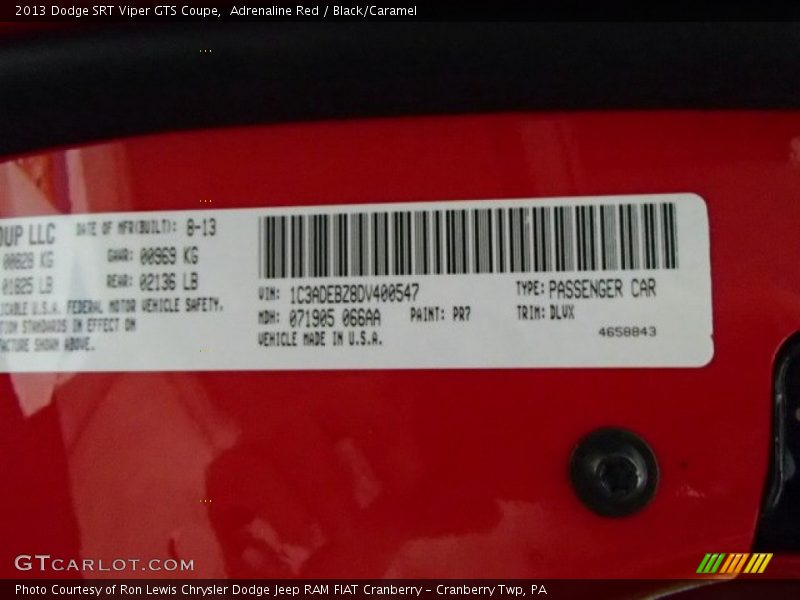 2013 Dodge SRT Viper GTS Coupe,  Adrenaline Red / Black/Caramel
OUP LLC DATE OF MFR(BUILT): 8-13
00828 KG GAWR: 00969 KG
01825 LB REAR: 02136 LB
ICABLE U.S.A. FEDERAL MOTOR VEHICLE SAFETY.
TION STANDARDS IN EFFECT ON
FACTURE SHOWN ABOVE.
VIN: 1C3ADEBZ8DV400547 TYPE: PASSENGER CAR
MDH: 071905 066AA PAINT: PR7 TRIM: DLVX
VEHICLE MADE IN U.S.A. 4658843
GTCARLOT.COM
Photo Courtesy of Ron Lewis Chrysler Dodge Jeep RAM FIAT Cranberry – Cranberry Twp, PA